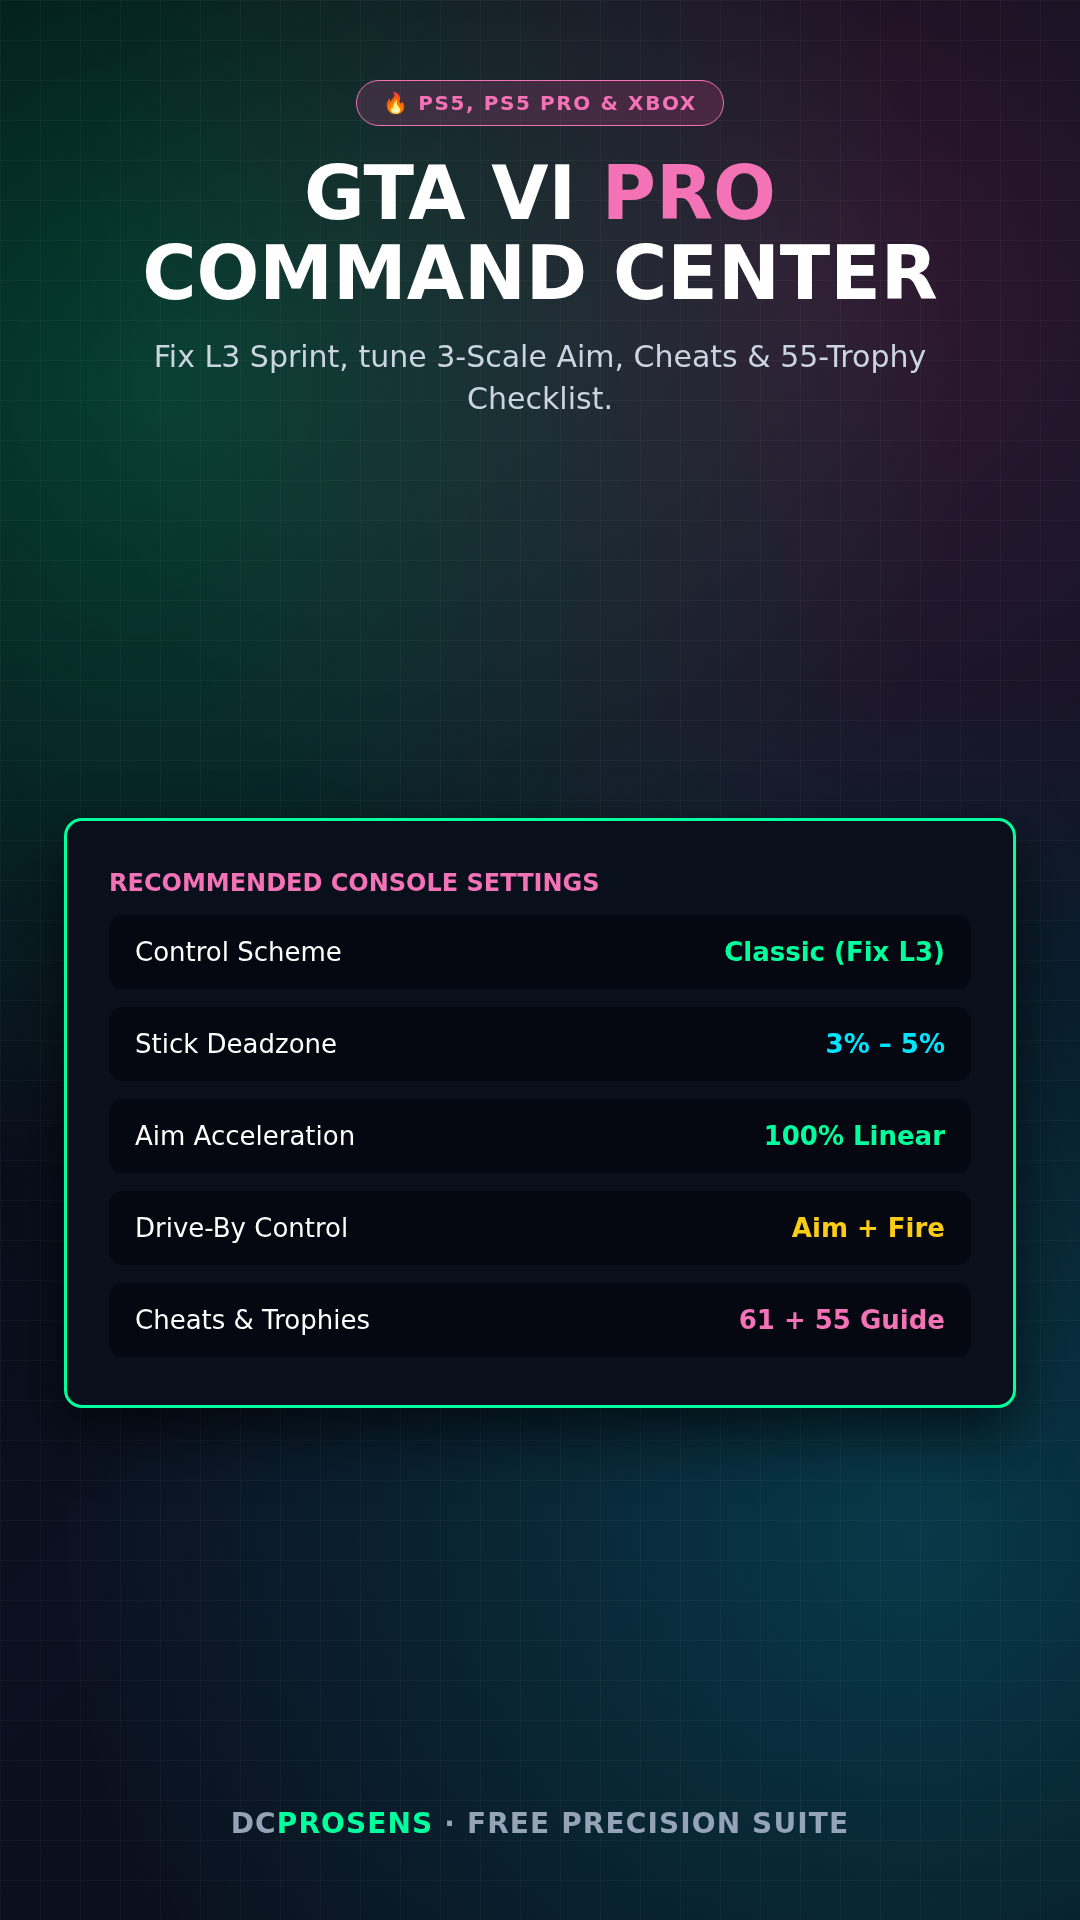 🔥 PS5, PS5 PRO & XBOX
GTA VI PRO
COMMAND CENTER
Fix L3 Sprint, tune 3-Scale Aim, Cheats & 55-Trophy
Checklist.
RECOMMENDED CONSOLE SETTINGS
Control Scheme Classic (Fix L3)
Stick Deadzone 3% – 5%
Aim Acceleration 100% Linear
Drive-By Control Aim + Fire
Cheats & Trophies 61 + 55 Guide
DCPROSENS · FREE PRECISION SUITE